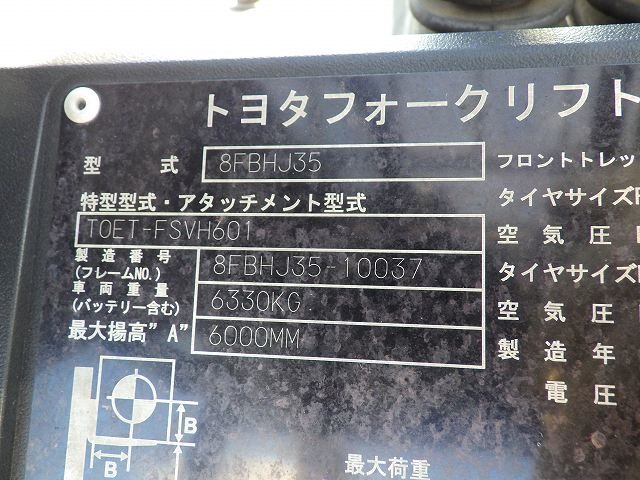 トヨタフォークリフト
型 式 8FBHJ35 フロントトレッ
特型型式・アタッチメント型式 タイヤサイズF
TOET-FSVH601 空気圧
製造番号 (フレームNO.) 8FBHJ35-10037 タイヤサイズ
車両重量 (バッテリー含む) 6330KG 空気圧
最大揚高"A" 6000MM 製造年
電圧
B
B
最大荷重